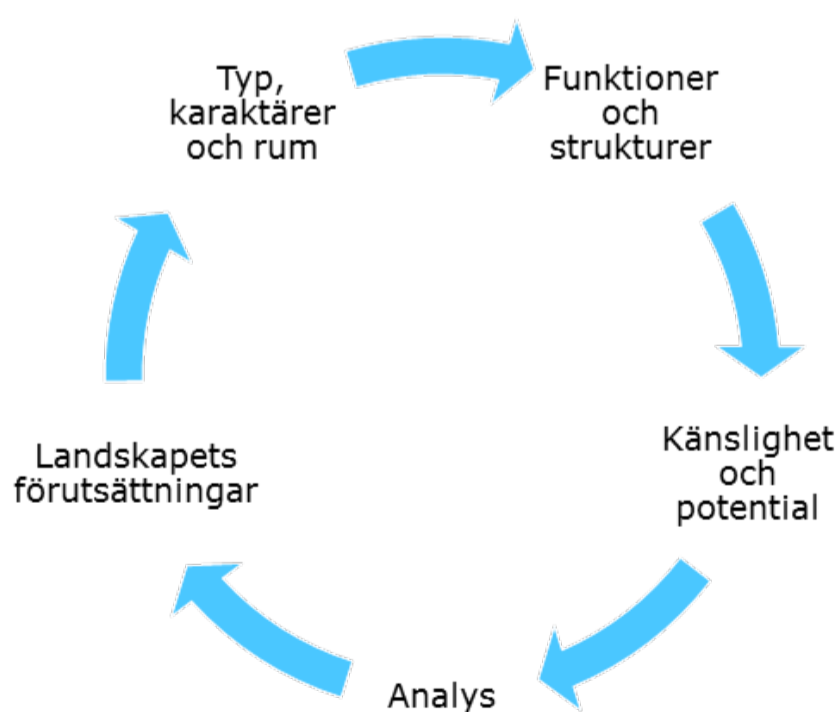 Typ,
karaktärer
och rum
Funktioner
och
strukturer
Känslighet
och
potential
Analys
Landskapets
förutsättningar